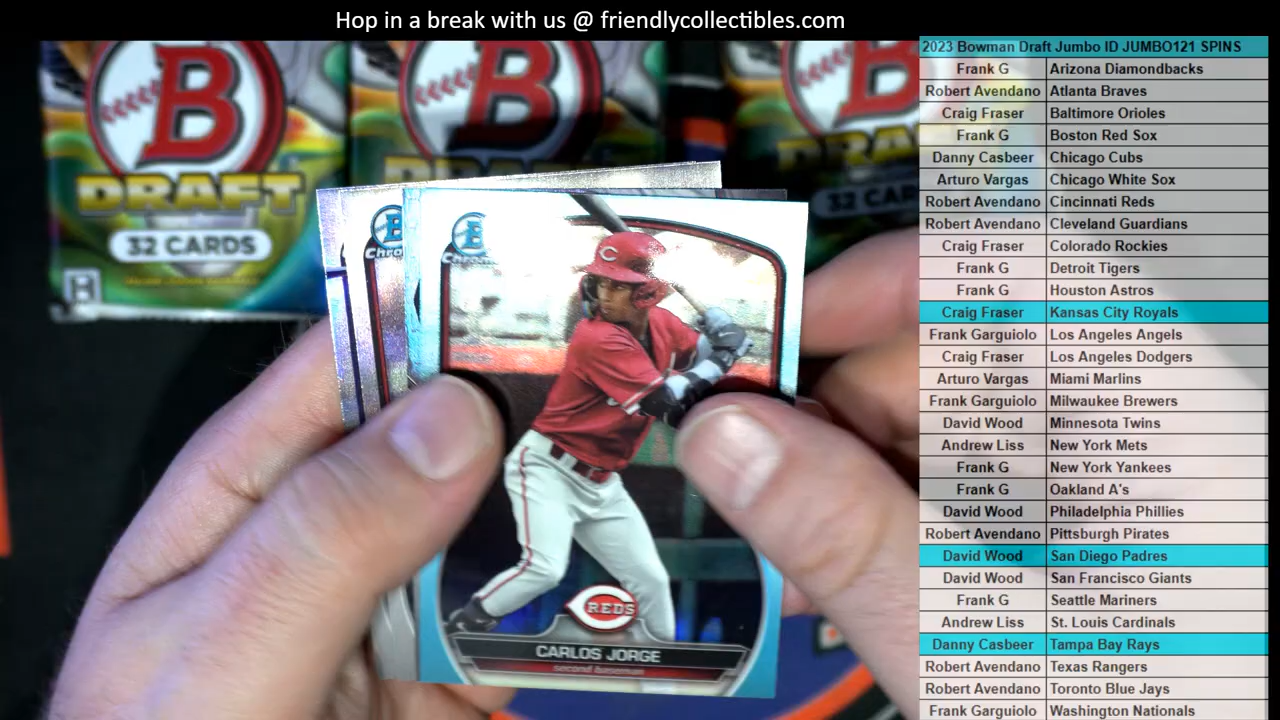 Hop in a break with us @ friendlycollectibles.com
2023 Bowman Draft Jumbo ID JUMBO121 SPINS
Frank G Arizona Diamondbacks
Robert Avendano Atlanta Braves
Craig Fraser Baltimore Orioles
Frank G Boston Red Sox
Danny Casbeer Chicago Cubs
Arturo Vargas Chicago White Sox
Robert Avendano Cincinnati Reds
Robert Avendano Cleveland Guardians
Craig Fraser Colorado Rockies
Frank G Detroit Tigers
Frank G Houston Astros
Craig Fraser Kansas City Royals
Frank Garguiolo Los Angeles Angels
Craig Fraser Los Angeles Dodgers
Arturo Vargas Miami Marlins
Frank Garguiolo Milwaukee Brewers
David Wood Minnesota Twins
Andrew Liss New York Mets
Frank G New York Yankees
Frank G Oakland A's
David Wood Philadelphia Phillies
Robert Avendano Pittsburgh Pirates
David Wood San Diego Padres
David Wood San Francisco Giants
Frank G Seattle Mariners
Andrew Liss St. Louis Cardinals
Danny Casbeer Tampa Bay Rays
Robert Avendano Texas Rangers
Robert Avendano Toronto Blue Jays
Frank Garguiolo Washington Nationals
B
DRAFT
32 CARDS
B
DRAFT
B
DRAFT
32 CARDS
B
Chrome
B
Chrome
C
REDS
CARLOS JORGE
second baseman